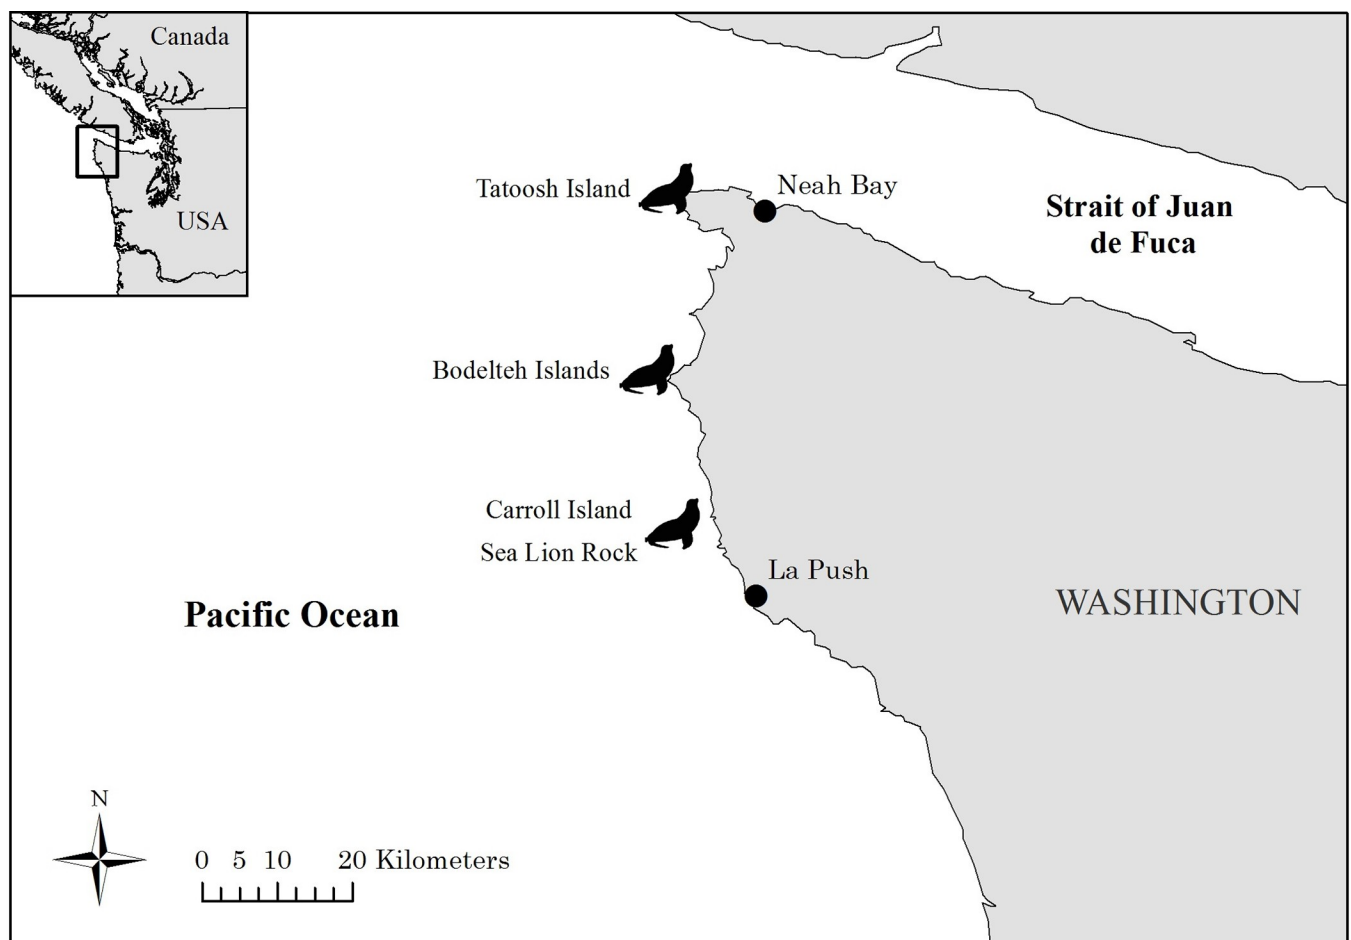 Canada
USA
Tatoosh Island
Neah Bay
Strait of Juan
de Fuca
Bodelteh Islands
Carroll Island
Sea Lion Rock
La Push
Pacific Ocean
WASHINGTON
N
0 5 10 20 Kilometers